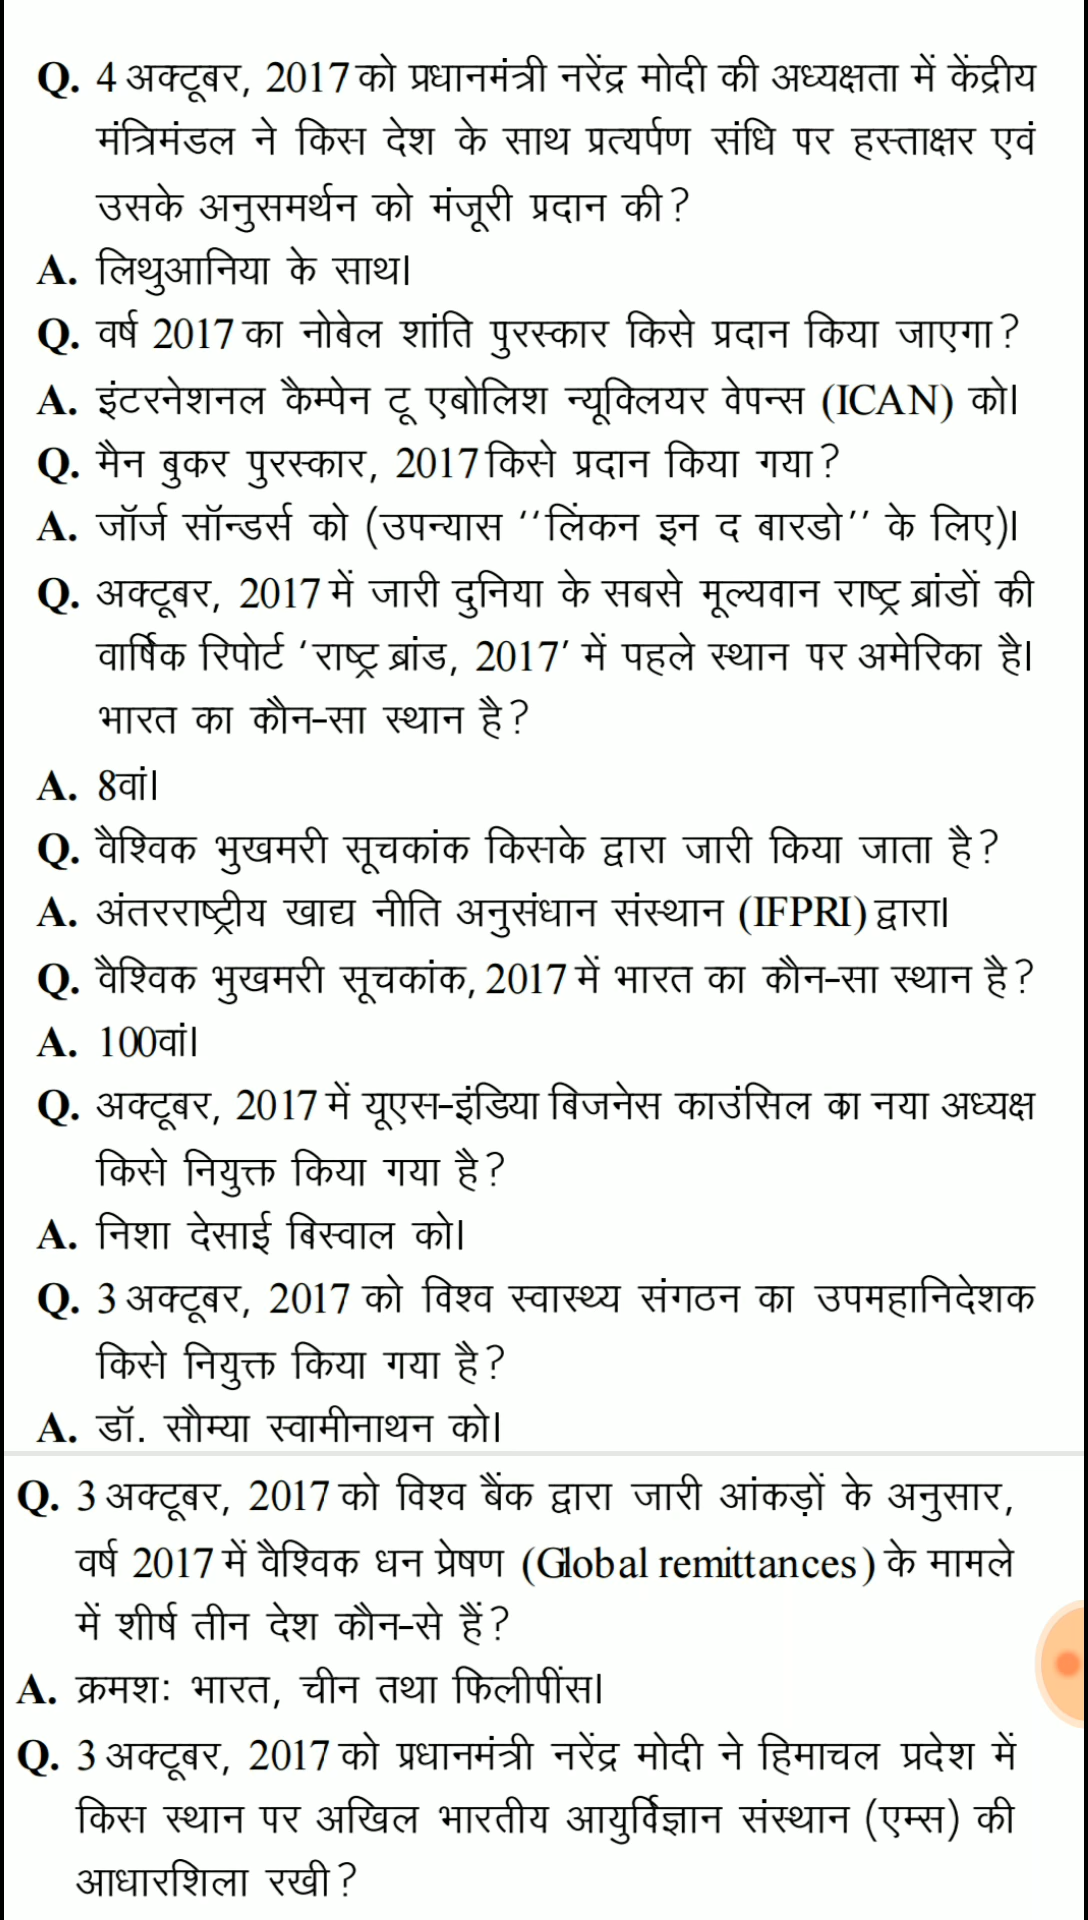 Q. 4 अक्टूबर, 2017 को प्रधानमंत्री नरेंद्र मोदी की अध्यक्षता में केंद्रीय
मंत्रिमंडल ने किस देश के साथ प्रत्यर्पण संधि पर हस्ताक्षर एवं
उसके अनुसमर्थन को मंजूरी प्रदान की?
A. लिथुआनिया के साथ।
Q. वर्ष 2017 का नोबेल शांति पुरस्कार किसे प्रदान किया जाएगा?
A. इंटरनेशनल कैम्पेन टू एबोलिश न्यूक्लियर वेपन्स (ICAN) को।
Q. मैन बुकर पुरस्कार, 2017 किसे प्रदान किया गया?
A. जॉर्ज सॉन्डर्स को (उपन्यास ‘‘लिंकन इन द बारडो’’ के लिए)।
Q. अक्टूबर, 2017 में जारी दुनिया के सबसे मूल्यवान राष्ट्र ब्रांडों की
वार्षिक रिपोर्ट ‘राष्ट्र ब्रांड, 2017’ में पहले स्थान पर अमेरिका है।
भारत का कौन-सा स्थान है?
A. 8वां।
Q. वैश्विक भुखमरी सूचकांक किसके द्वारा जारी किया जाता है?
A. अंतरराष्ट्रीय खाद्य नीति अनुसंधान संस्थान (IFPRI) द्वारा।
Q. वैश्विक भुखमरी सूचकांक, 2017 में भारत का कौन-सा स्थान है?
A. 100वां।
Q. अक्टूबर, 2017 में यूएस-इंडिया बिजनेस काउंसिल का नया अध्यक्ष
किसे नियुक्त किया गया है?
A. निशा देसाई बिस्वाल को।
Q. 3 अक्टूबर, 2017 को विश्व स्वास्थ्य संगठन का उपमहानिदेशक
किसे नियुक्त किया गया है?
A. डॉ. सौम्या स्वामीनाथन को।
Q. 3 अक्टूबर, 2017 को विश्व बैंक द्वारा जारी आंकड़ों के अनुसार,
वर्ष 2017 में वैश्विक धन प्रेषण (Global remittances) के मामले
में शीर्ष तीन देश कौन-से हैं?
A. क्रमशः भारत, चीन तथा फिलीपींस।
Q. 3 अक्टूबर, 2017 को प्रधानमंत्री नरेंद्र मोदी ने हिमाचल प्रदेश में
किस स्थान पर अखिल भारतीय आयुर्विज्ञान संस्थान (एम्स) की
आधारशिला रखी?